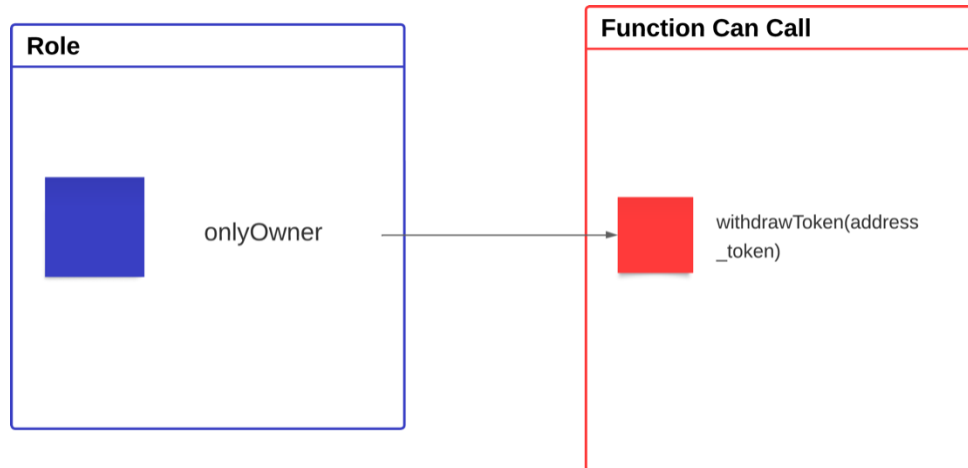 Role
Function Can Call
onlyOwner
withdrawToken(address
_token)